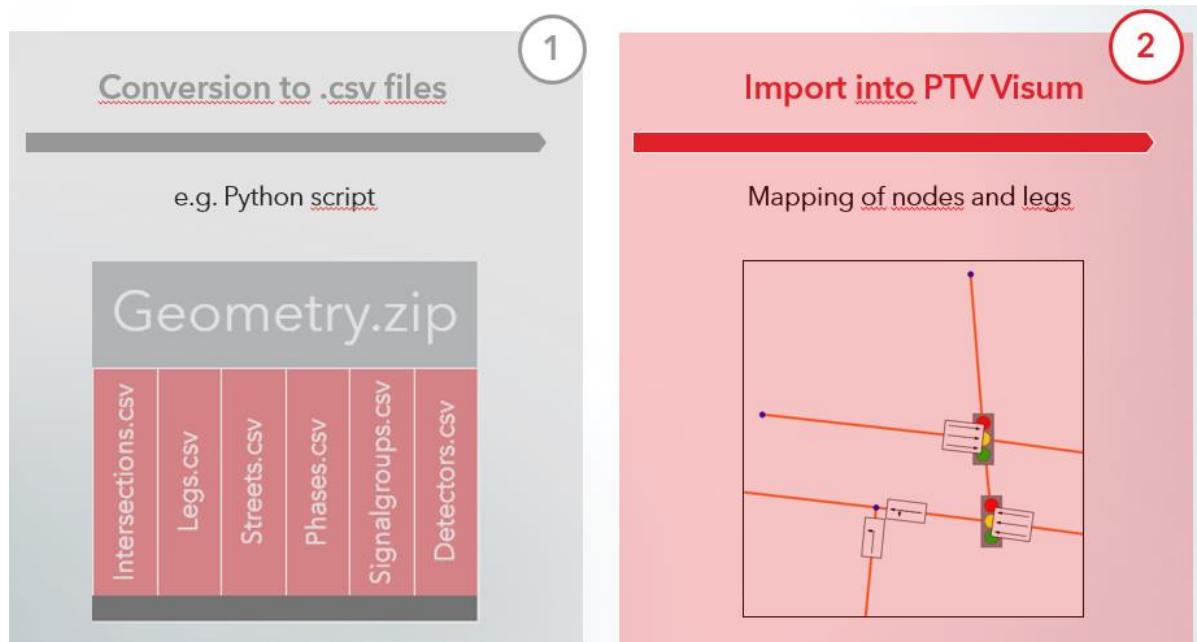 1
Conversion to .csv files
e.g. Python script
Geometry.zip
Intersections.csv
Legs.csv
Streets.csv
Phases.csv
Signalgroups.csv
Detectors.csv
2
Import into PTV Visum
Mapping of nodes and legs